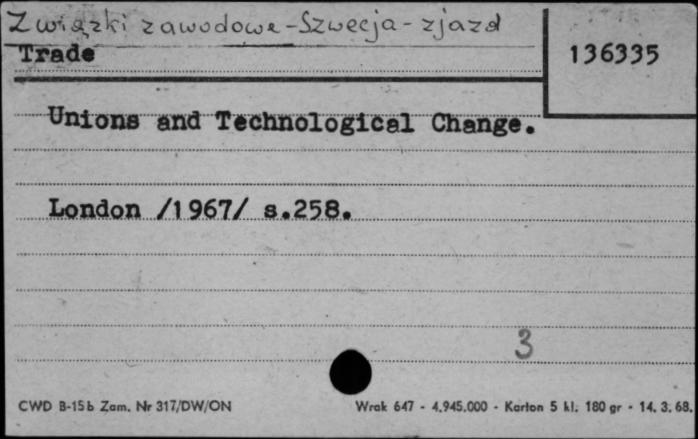 Związki zawodowe - Szwecja - zjazd
Trade
136335
Unions and Technological Change.
London /1967/ s.258.
3
CWD B-15b Zam. Nr 317/DW/ON
Wrak 647 - 4.945.000 - Karton 5 kl. 180 gr - 14. 3. 68.